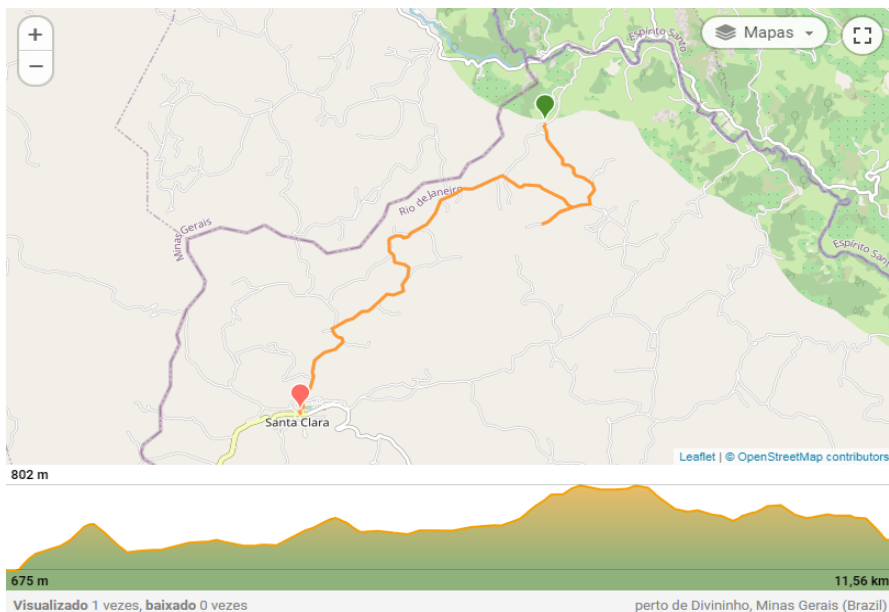 +
−
Mapas
Espírito Santo
Rio de Janeiro
Minas Gerais
Espírito Santo
Santa Clara
Leaflet | © OpenStreetMap contributors
802 m
675 m
11,56 km
Visualizado 1 vezes, baixado 0 vezes
perto de Divininho, Minas Gerais (Brazil)